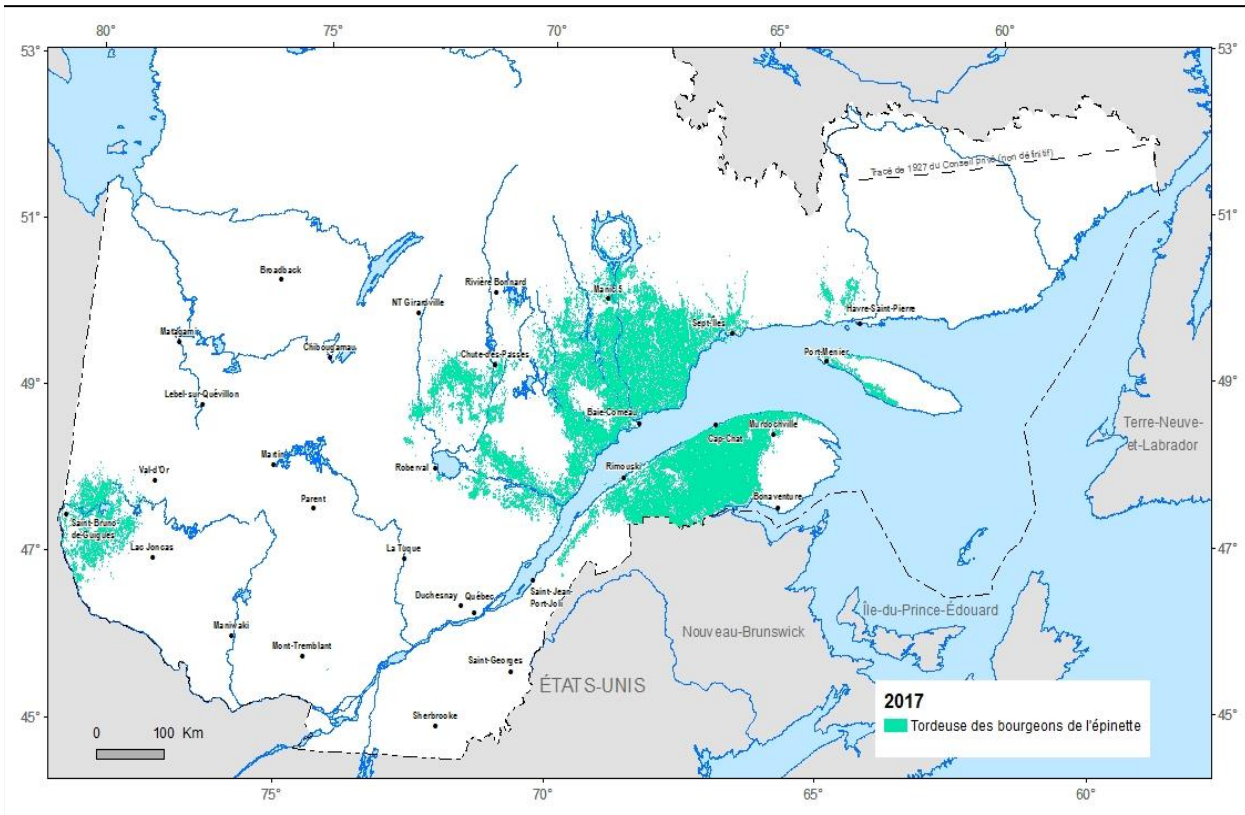 80° 75° 70° 65° 60°
53° 53°
Tracé de 1927 du Conseil privé (non définitif)
51° 51°
Broadback
Rivière Bonnard
Manic 5
NT Girardville
Havre-Saint-Pierre
Sept-Îles
Matagami
Chibougamau
Chute-des-Passes
Port-Menier
49° 49°
Lebel-sur-Quévillon
Baie-Comeau
Cap-Chat
Murdochville
Terre-Neuve-
et-Labrador
Martin
Val-d'Or
Roberval
Rimouski
Parent
Bonaventure
Saint-Bruno-
de-Guigues
47° 47°
Lac Joncas
La Tuque
Duchesnay
Québec
Saint-Jean-
Port-Joli
Île-du-Prince-Édouard
Maniwaki
Nouveau-Brunswick
Mont-Tremblant
Saint-Georges
ÉTATS-UNIS
2017
Tordeuse des bourgeons de l'épinette
45° 45°
Sherbrooke
0 100 Km
75° 70° 65° 60°